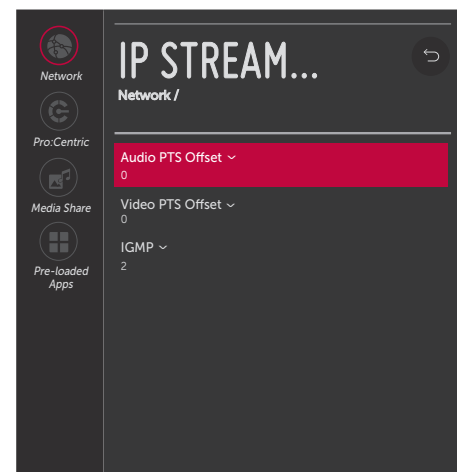 Network
Pro:Centric
Media Share
Pre-loaded
Apps
IP STREAM...
Network /
Audio PTS Offset
0
Video PTS Offset
0
IGMP
2